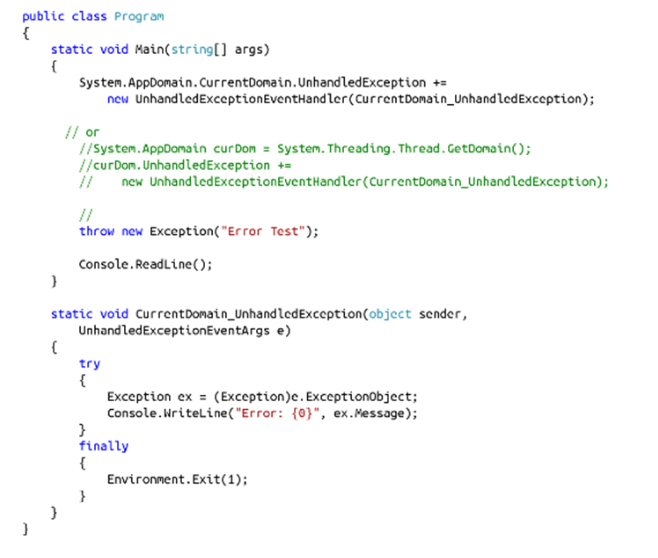 public class Program
{
    static void Main(string[] args)
    {
        System.AppDomain.CurrentDomain.UnhandledException +=
            new UnhandledExceptionEventHandler(CurrentDomain_UnhandledException);

      // or
        //System.AppDomain curDom = System.Threading.Thread.GetDomain();
        //curDom.UnhandledException +=
        //    new UnhandledExceptionEventHandler(CurrentDomain_UnhandledException);

        //
        throw new Exception("Error Test");

        Console.ReadLine();
    }

    static void CurrentDomain_UnhandledException(object sender,
        UnhandledExceptionEventArgs e)
    {
        try
        {
            Exception ex = (Exception)e.ExceptionObject;
            Console.WriteLine("Error: {0}", ex.Message);
        }
        finally
        {
            Environment.Exit(1);
        }
    }
}